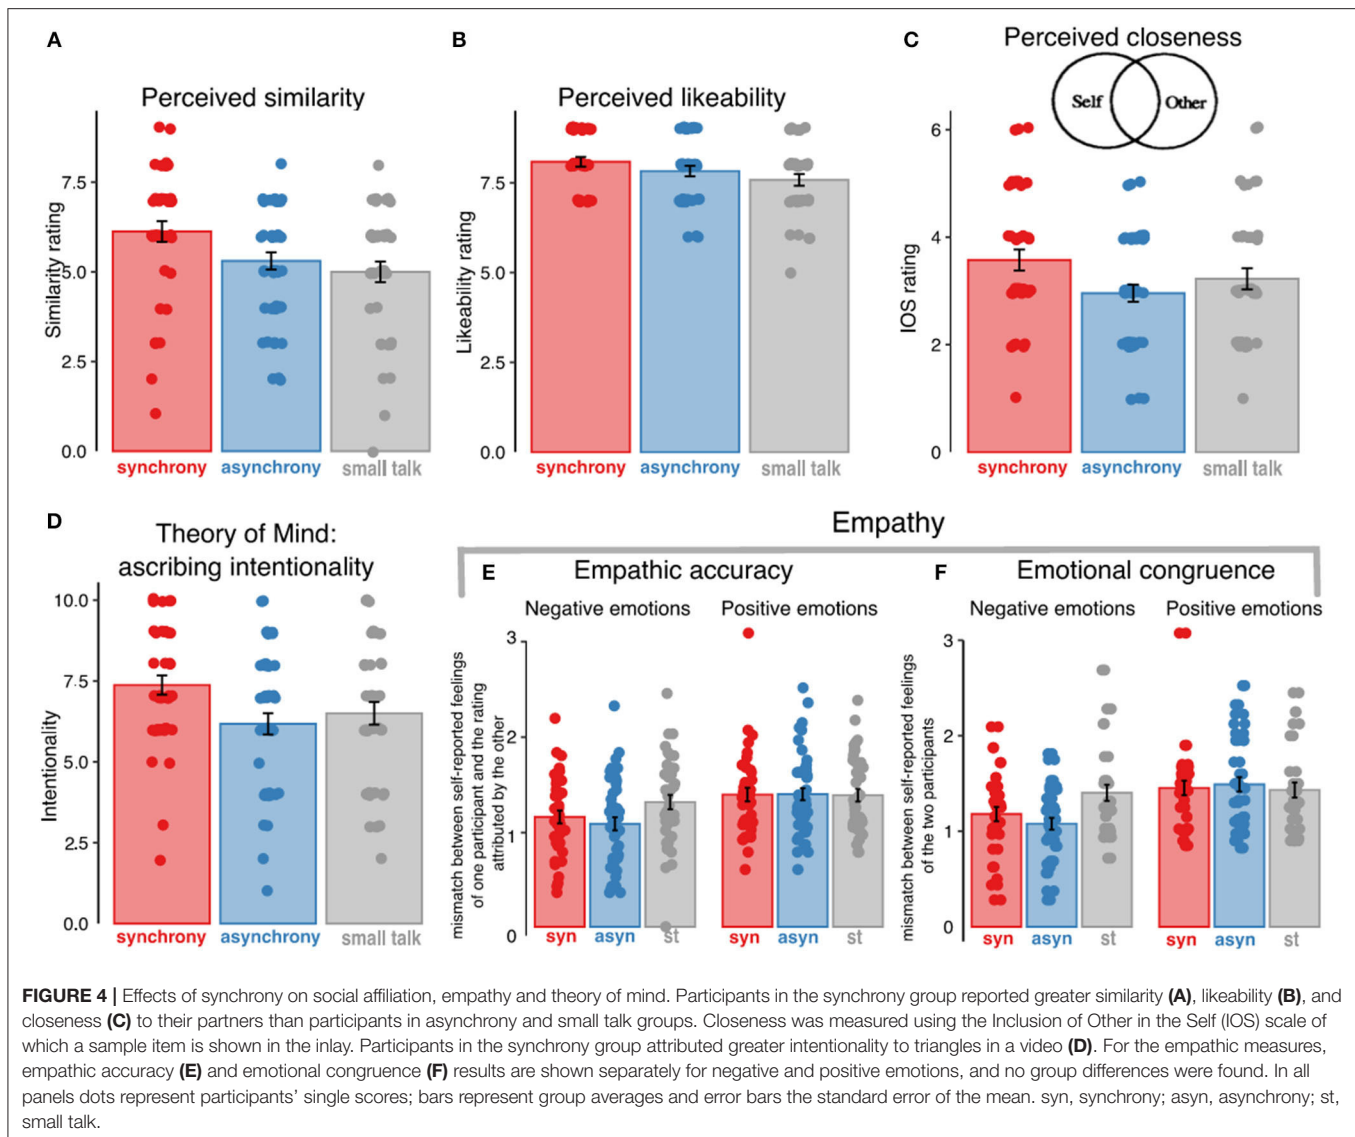 A
Perceived similarity
Similarity rating
7.5
5.0
2.5
0.0
synchrony asynchrony small talk
B
Perceived likeability
Likeability rating
7.5
5.0
2.5
0.0
synchrony asynchrony small talk
C
Perceived closeness
Self Other
IOS rating
6
4
2
0
synchrony asynchrony small talk
D
Theory of Mind:
ascribing intentionality
Intentionality
10.0
7.5
5.0
2.5
0.0
synchrony asynchrony small talk
Empathy
E
Empathic accuracy
Negative emotions Positive emotions
mismatch between self-reported feelings
of one participant and the rating
attributed by the other
3
2
1
0
syn asyn st syn asyn st
F
Emotional congruence
Negative emotions Positive emotions
mismatch between self-reported feelings
of the two participants
3
2
1
0
syn asyn st syn asyn st
FIGURE 4 | Effects of synchrony on social affiliation, empathy and theory of mind. Participants in the synchrony group reported greater similarity (A), likeability (B), and
closeness (C) to their partners than participants in asynchrony and small talk groups. Closeness was measured using the Inclusion of Other in the Self (IOS) scale of
which a sample item is shown in the inlay. Participants in the synchrony group attributed greater intentionality to triangles in a video (D). For the empathic measures,
empathic accuracy (E) and emotional congruence (F) results are shown separately for negative and positive emotions, and no group differences were found. In all
panels dots represent participants' single scores; bars represent group averages and error bars the standard error of the mean. syn, synchrony; asyn, asynchrony; st,
small talk.